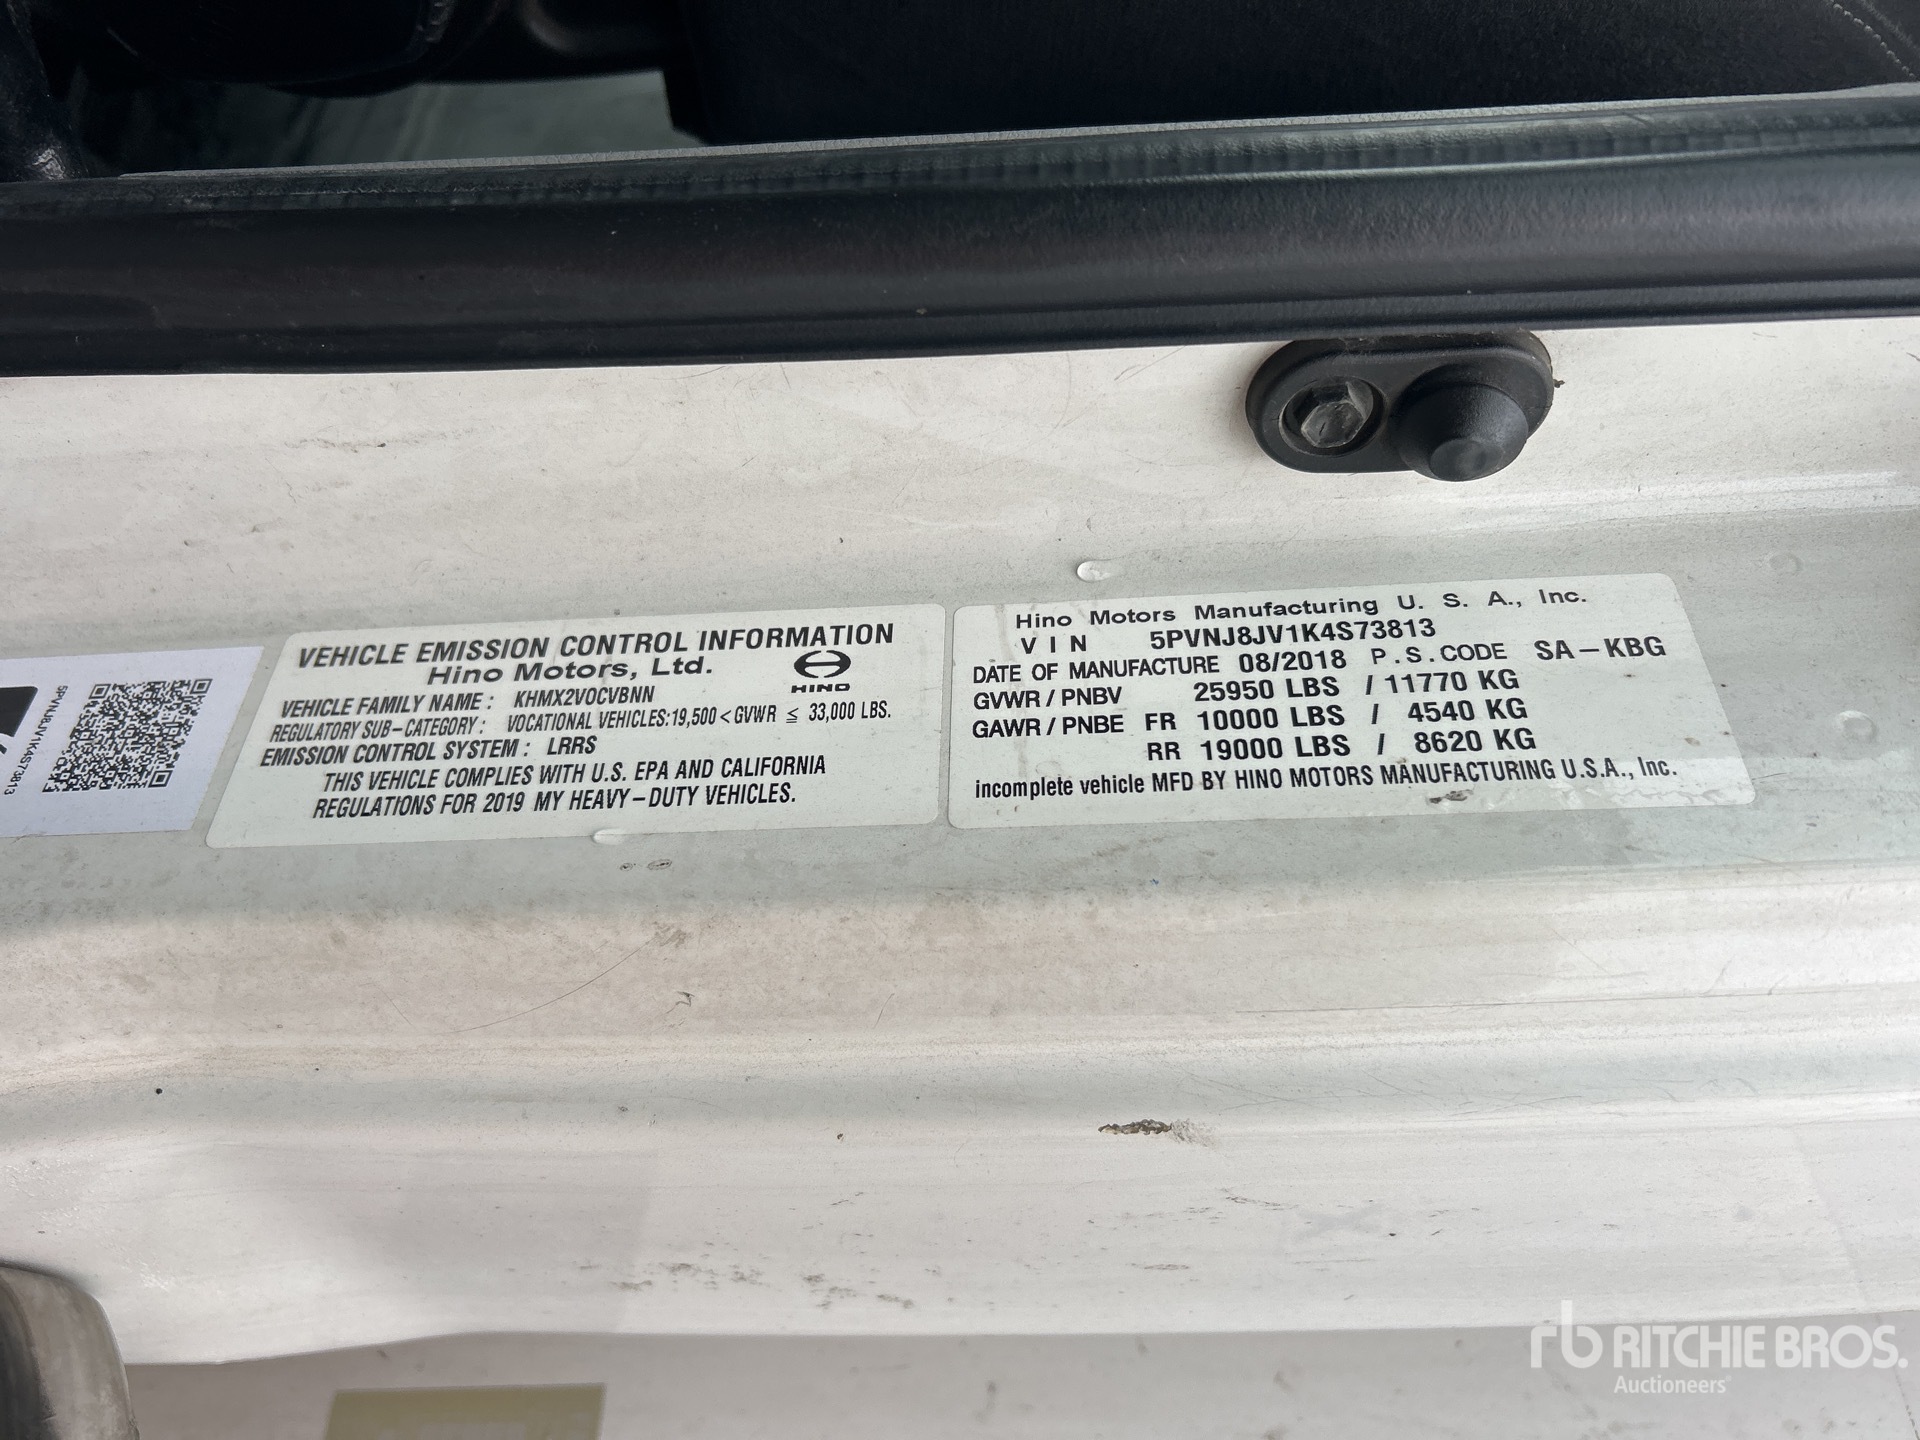 5PVNJ8JV1K4S73813
VEHICLE EMISSION CONTROL INFORMATION
Hino Motors, Ltd.
HINO
VEHICLE FAMILY NAME : KHMX2VOCVBNN
REGULATORY SUB-CATEGORY : VOCATIONAL VEHICLES:19,500 < GVWR ≦ 33,000 LBS.
EMISSION CONTROL SYSTEM : LRRS
THIS VEHICLE COMPLIES WITH U.S. EPA AND CALIFORNIA
REGULATIONS FOR 2019 MY HEAVY-DUTY VEHICLES.
Hino Motors Manufacturing U. S. A., Inc.
VIN 5PVNJ8JV1K4S73813
DATE OF MANUFACTURE 08/2018 P.S.CODE SA-KBG
GVWR / PNBV 25950 LBS / 11770 KG
GAWR / PNBE FR 10000 LBS / 4540 KG
RR 19000 LBS / 8620 KG
incomplete vehicle MFD BY HINO MOTORS MANUFACTURING U.S.A., Inc.
rb RITCHIE BROS.
Auctioneers